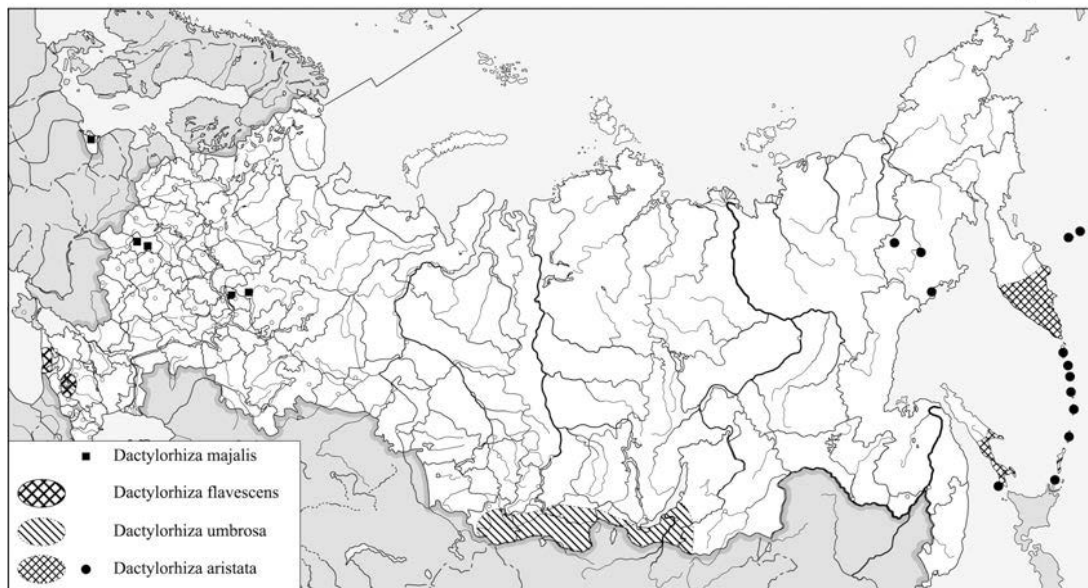 Dactylorhiza majalis
Dactylorhiza flavescens
Dactylorhiza umbrosa
Dactylorhiza aristata